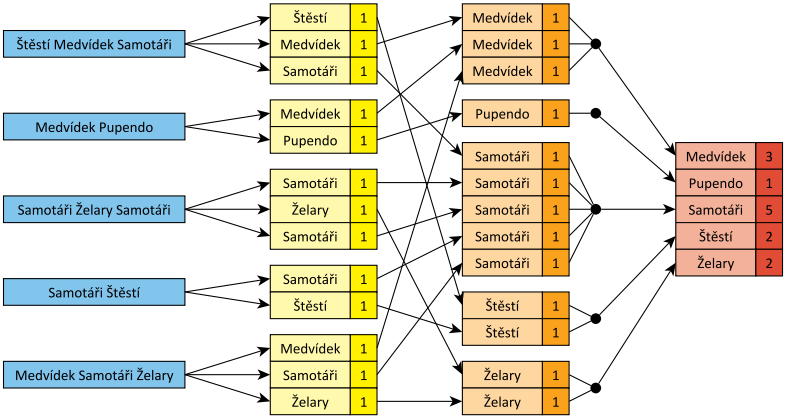 Štěstí Medvídek Samotáři
Medvídek Pupendo
Samotáři Želary Samotáři
Samotáři Štěstí
Medvídek Samotáři Želary
Štěstí 1
Medvídek 1
Samotáři 1
Medvídek 1
Pupendo 1
Samotáři 1
Želary 1
Samotáři 1
Samotáři 1
Štěstí 1
Medvídek 1
Samotáři 1
Želary 1
Medvídek 1
Medvídek 1
Medvídek 1
Pupendo 1
Samotáři 1
Samotáři 1
Samotáři 1
Samotáři 1
Samotáři 1
Štěstí 1
Štěstí 1
Želary 1
Želary 1
Medvídek 3
Pupendo 1
Samotáři 5
Štěstí 2
Želary 2